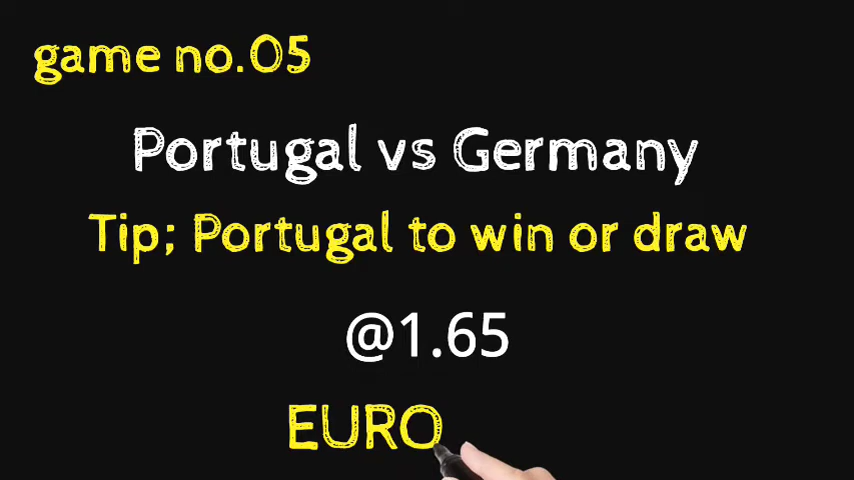 game no.05
Portugal vs Germany
Tip; Portugal to win or draw
@1.65
EURO